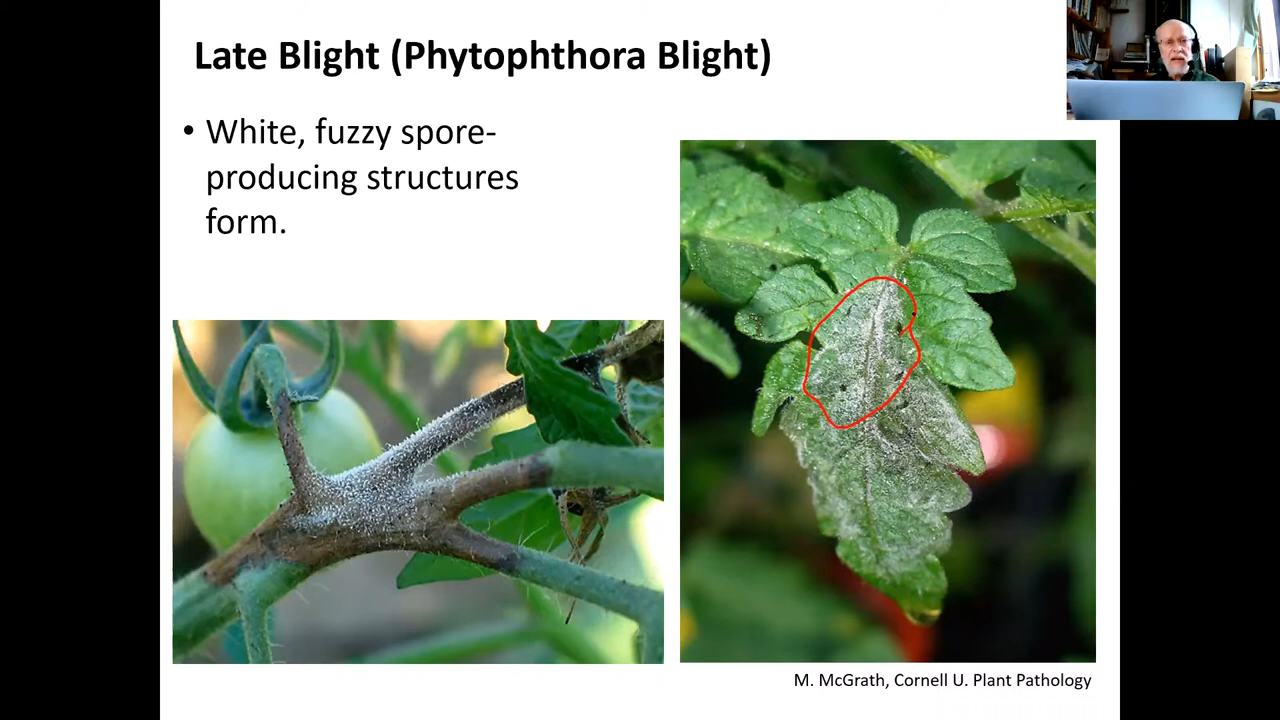 Late Blight (Phytophthora Blight)
• White, fuzzy spore-
producing structures
form.
M. McGrath, Cornell U. Plant Pathology